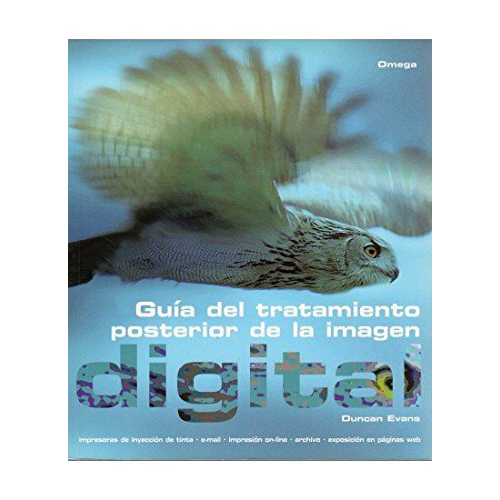 Omega
Guía del tratamiento
posterior de la imagen
digital
Duncan Evans
impresoras de inyección de tinta · e-mail · impresión on-line · archivo · exposición en páginas web